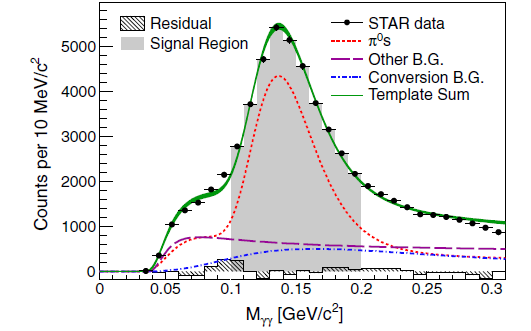 Residual
Signal Region
STAR data
π⁰s
Other B.G.
Conversion B.G.
Template Sum
Counts per 10 MeV/c²
5000
4000
3000
2000
1000
0
0 0.05 0.1 0.15 0.2 0.25 0.3
Mγγ [GeV/c²]